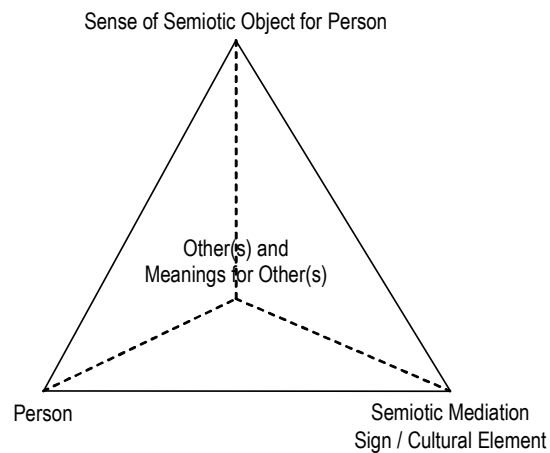 Sense of Semiotic Object for Person
Other(s) and
Meanings for Other(s)
Person
Semiotic Mediation
Sign / Cultural Element